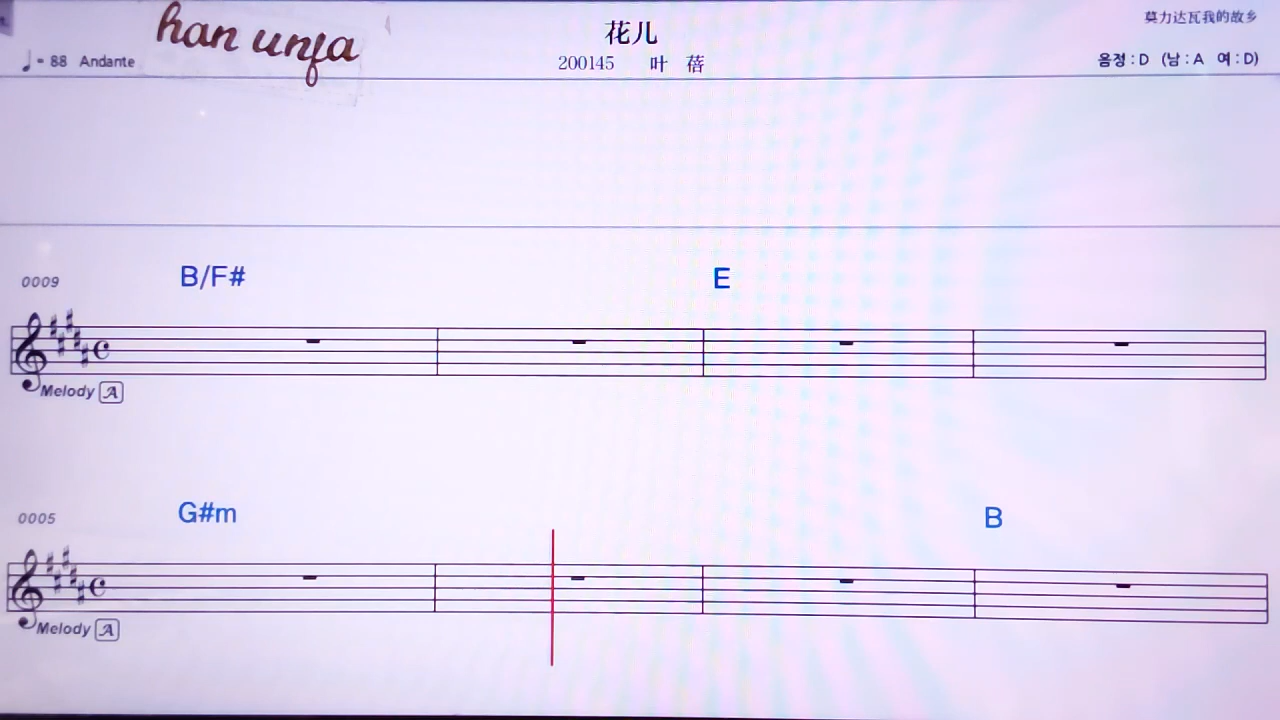 han unfa
花儿
莫力达瓦我的故乡
♩= 88 Andante
200145 叶 蓓
음정 : D (남 : A 여 : D)
0009 B/F# E
Melody A
0005 G#m B
Melody A